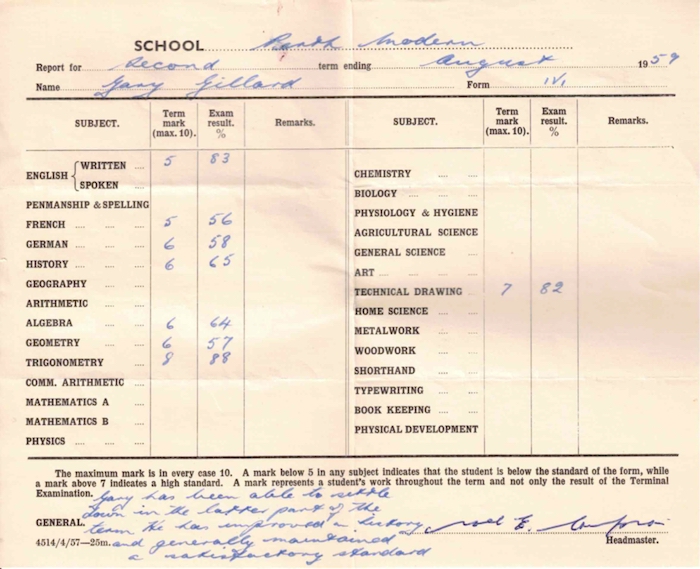 SCHOOL Perth Modern
Report for Second term ending August 1959
Name Gary Gillard Form IV1
SUBJECT. Term mark (max. 10). Exam result. % Remarks. SUBJECT. Term mark (max. 10). Exam result. % Remarks.
ENGLISH { WRITTEN .... 5 83
SPOKEN .... CHEMISTRY .... ....
PENMANSHIP & SPELLING BIOLOGY .... ....
FRENCH .... .... 5 56 PHYSIOLOGY & HYGIENE
GERMAN .... .... 6 58 AGRICULTURAL SCIENCE
HISTORY .... .... 6 65 GENERAL SCIENCE ....
GEOGRAPHY .... ART .... .... ....
ARITHMETIC .... TECHNICAL DRAWING .... 7 82
ALGEBRA .... .... 6 64 HOME SCIENCE ....
GEOMETRY .... 6 57 METALWORK .... ....
TRIGONOMETRY .... 8 88 WOODWORK .... ....
COMM. ARITHMETIC .... SHORTHAND .... ....
MATHEMATICS A .... TYPEWRITING .... ....
MATHEMATICS B .... BOOK KEEPING .... ....
PHYSICS .... .... PHYSICAL DEVELOPMENT
The maximum mark is in every case 10. A mark below 5 in any subject indicates that the student is below the standard of the form, while
a mark above 7 indicates a high standard. A mark represents a student's work throughout the term and not only the result of the Terminal
Examination. Gary has been able to settle
down in the latter part of the
GENERAL. term He has improved in history
4514/4/57—25m. and generally maintained Headmaster.
a satisfactory standard